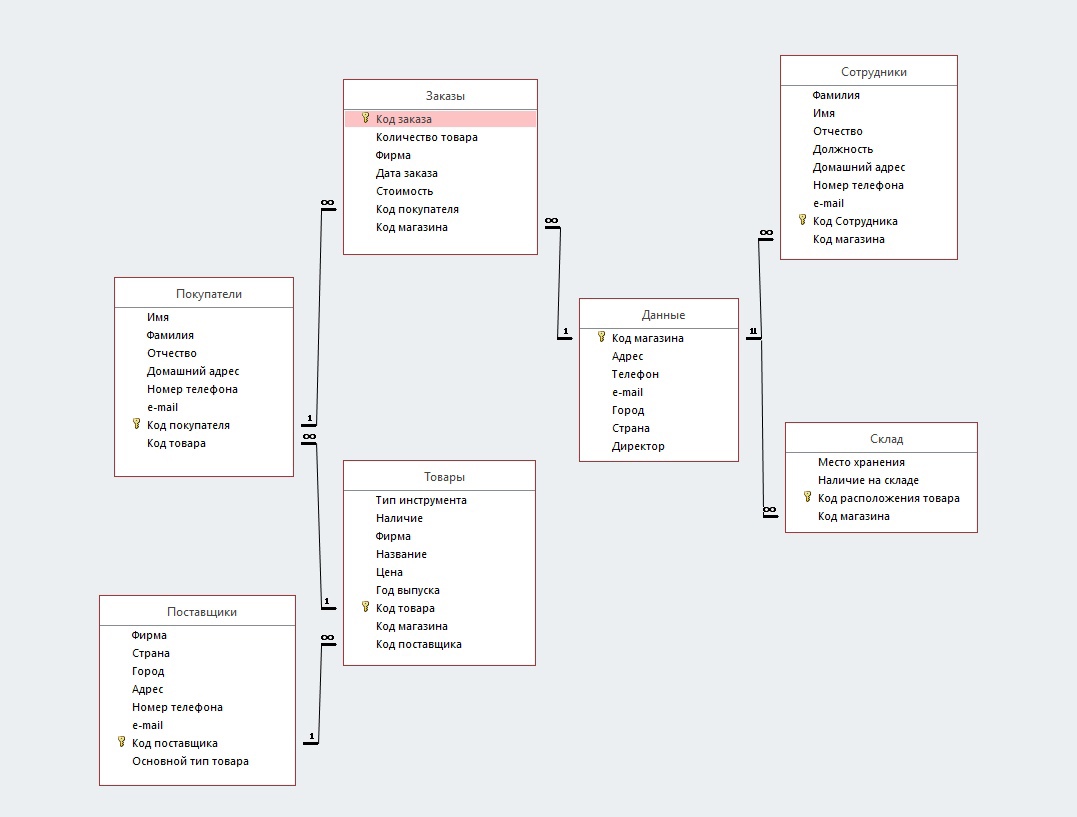 Заказы
Код заказа
Количество товара
Фирма
Дата заказа
Стоимость
Код покупателя
Код магазина
Сотрудники
Фамилия
Имя
Отчество
Должность
Домашний адрес
Номер телефона
e-mail
Код Сотрудника
Код магазина
Покупатели
Имя
Фамилия
Отчество
Домашний адрес
Номер телефона
e-mail
Код покупателя
Код товара
Данные
Код магазина
Адрес
Телефон
e-mail
Город
Страна
Директор
Склад
Место хранения
Наличие на складе
Код расположения товара
Код магазина
Товары
Тип инструмента
Наличие
Фирма
Название
Цена
Год выпуска
Код товара
Код магазина
Код поставщика
Поставщики
Фирма
Страна
Город
Адрес
Номер телефона
e-mail
Код поставщика
Основной тип товара
∞
1
∞
1
∞
11
∞
∞
1
∞
1